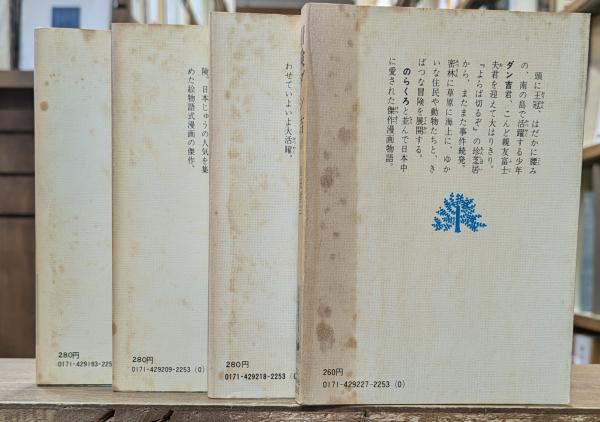 頭に王冠、はだかに腰み
の、南の島で活躍する少年
ダン吉君、こんど親友富士
夫君を迎えて大はりきり。
『よらば切るぞ』の珍芝居
から、またまた事件続発。
密林に草原に海上に、ゆか
いな住民や動物たちと、き
ばつな冒険を展開する。
のらくろと並んで日本中
に愛された傑作漫画物語。
260円
0171-429227-2253 (0)
わせていよいよ大活躍。
280円
0171-429218-2253 (
険。日本じゅうの人気を集
めた絵物語式漫画の傑作。
280円
0171-429209-2253 (0)
280円
0171-429193-225